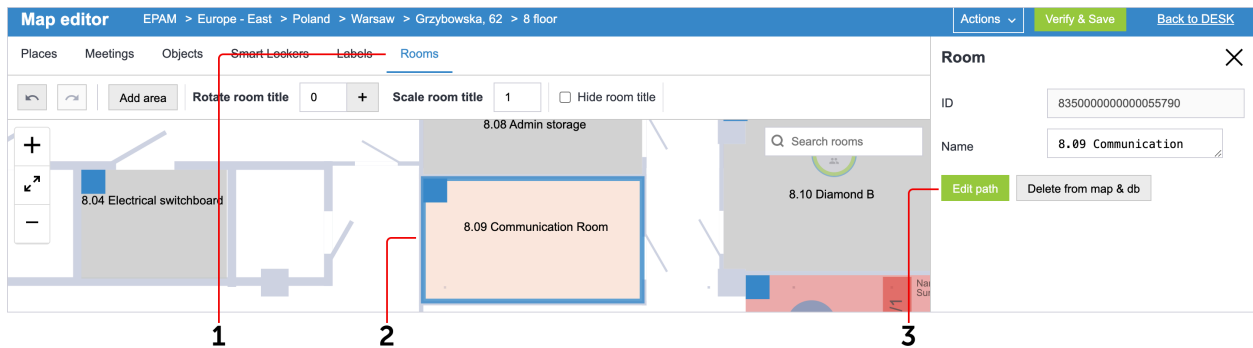 Map editor EPAM > Europe - East > Poland > Warsaw > Grzybowska, 62 > 8 floor Actions Verify & Save Back to DESK
Places Meetings Objects Smart Lockers Labels Rooms
Room
Add area Rotate room title 0 + Scale room title 1 Hide room title
ID 8350000000000055790
Name 8.09 Communication
Edit path Delete from map & db
+
−
8.08 Admin storage
Search rooms
8.04 Electrical switchboard
8.10 Diamond B
8.09 Communication Room
Nau
Sur
/1
1 2 3